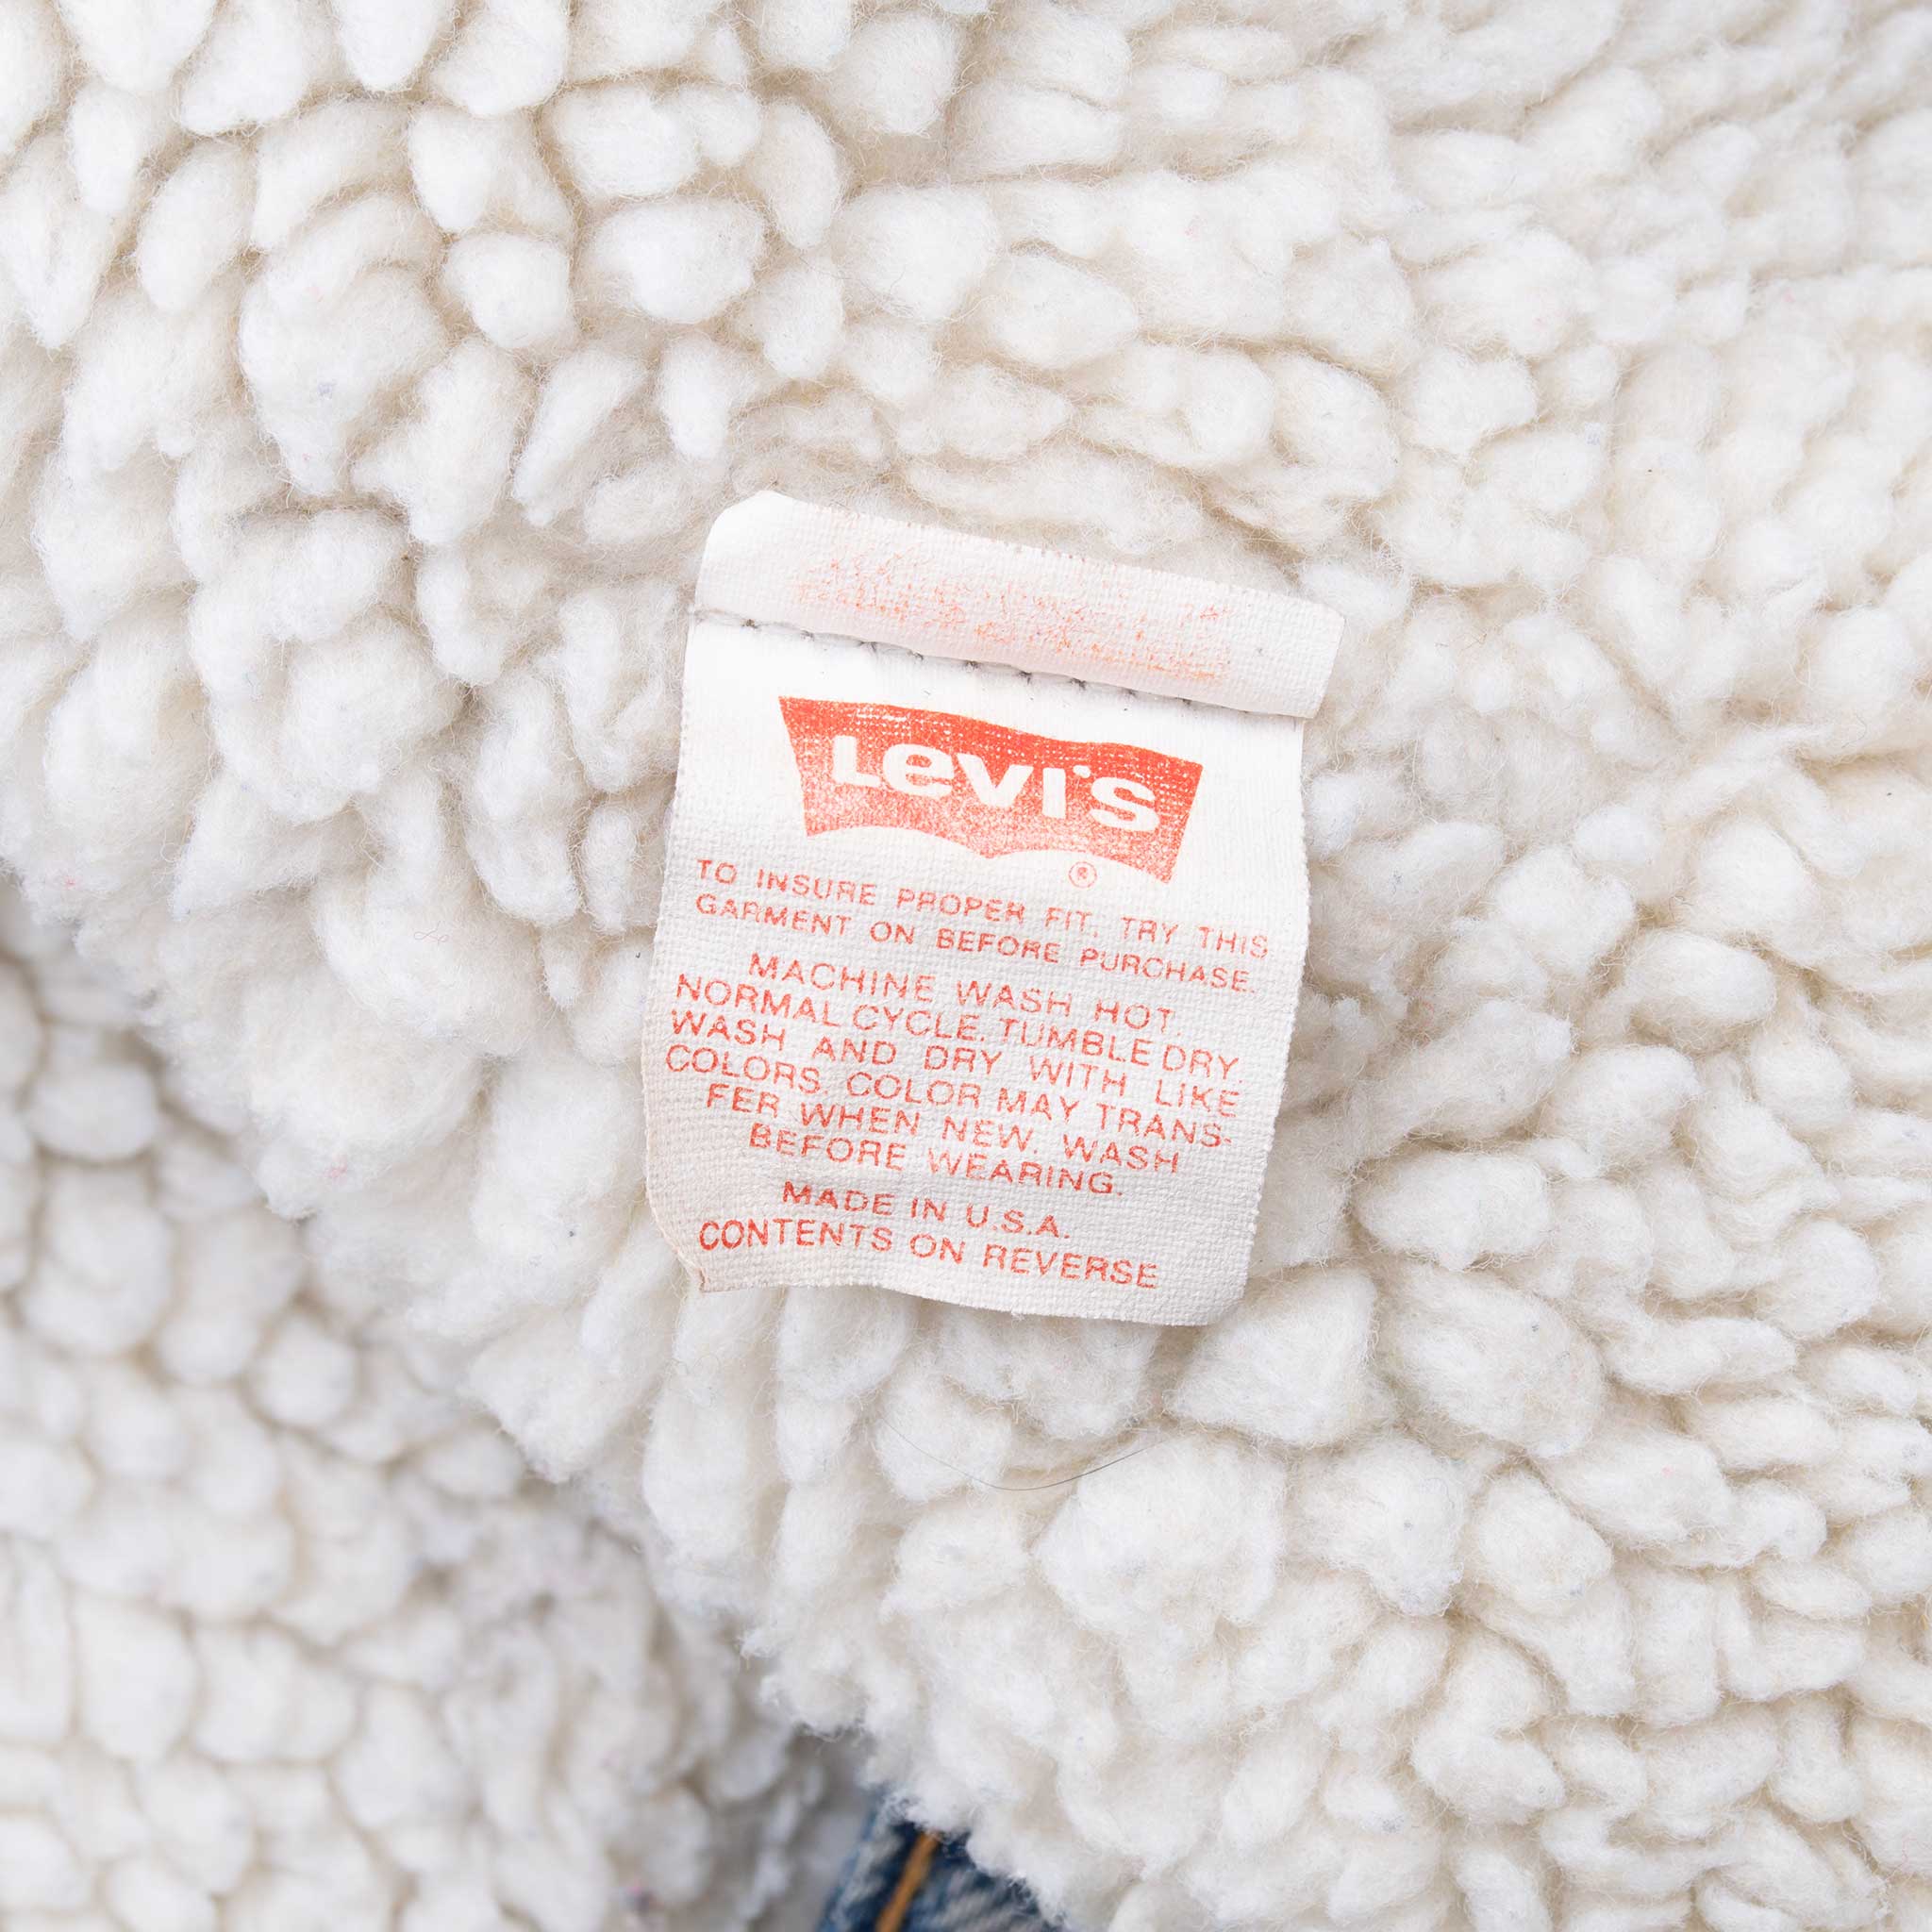 Levi's
®
TO INSURE PROPER FIT, TRY THIS
GARMENT ON BEFORE PURCHASE.
MACHINE WASH HOT.
NORMAL CYCLE. TUMBLE DRY.
WASH AND DRY WITH LIKE
COLORS. COLOR MAY TRANS-
FER WHEN NEW. WASH
BEFORE WEARING.
MADE IN U.S.A.
CONTENTS ON REVERSE